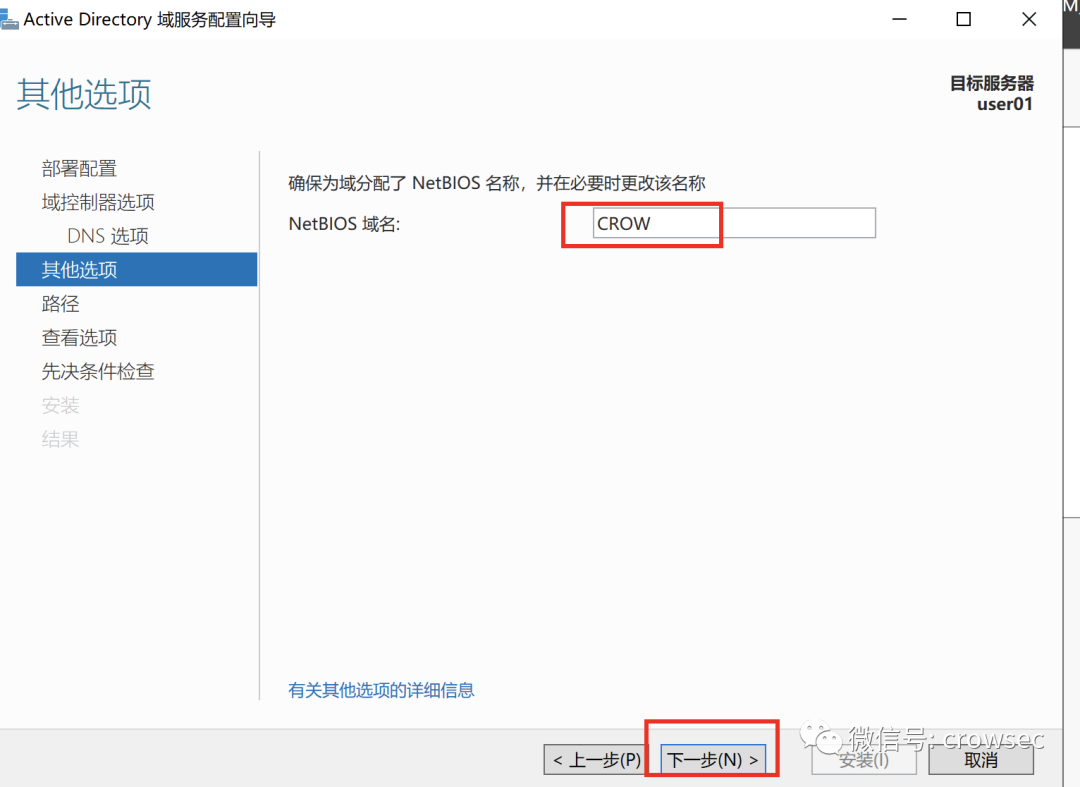 Active Directory 域服务配置向导
M
其他选项
目标服务器
user01
部署配置
域控制器选项
DNS 选项
其他选项
路径
查看选项
先决条件检查
安装
结果
确保为域分配了 NetBIOS 名称，并在必要时更改该名称
NetBIOS 域名:
CROW
有关其他选项的详细信息
< 上一步(P)
下一步(N) >
安装(I)
取消
微信号: crowsec